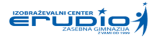 IZOBRAŽEVALNI CENTER
ERUDIO
ZASEBNA GIMNAZIJA